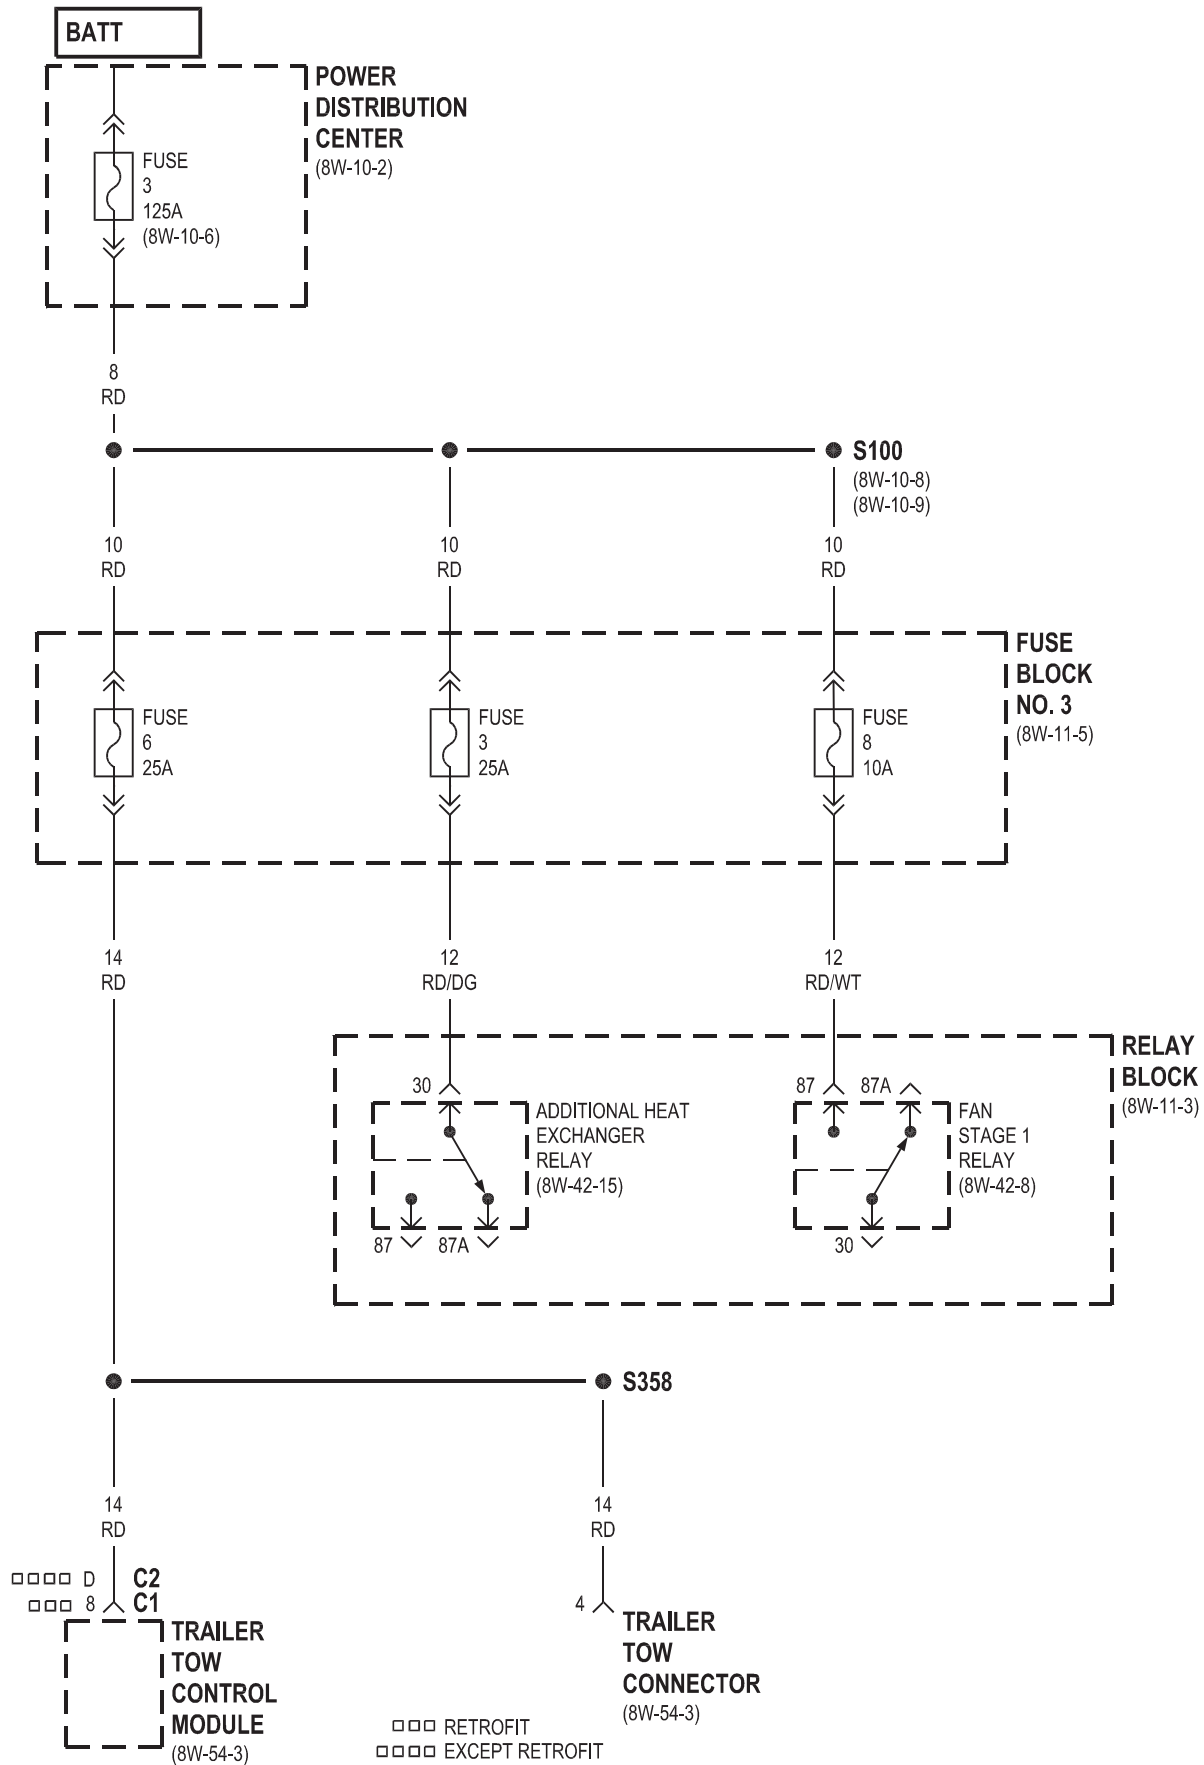 BATT
POWER
DISTRIBUTION
CENTER
(8W-10-2)
FUSE
3
125A
(8W-10-6)
8
RD
S100
(8W-10-8)
(8W-10-9)
10
RD
10
RD
10
RD
FUSE
BLOCK
NO. 3
(8W-11-5)
FUSE
6
25A
FUSE
3
25A
FUSE
8
10A
14
RD
12
RD/DG
12
RD/WT
RELAY
BLOCK
(8W-11-3)
30
ADDITIONAL HEAT
EXCHANGER
RELAY
(8W-42-15)
87 87A
87 87A
FAN
STAGE 1
RELAY
(8W-42-8)
30
S358
14
RD
14
RD
□□□□ D C2
□□□ 8 C1
TRAILER
TOW
CONTROL
MODULE
(8W-54-3)
4
TRAILER
TOW
CONNECTOR
(8W-54-3)
□□□ RETROFIT
□□□□ EXCEPT RETROFIT